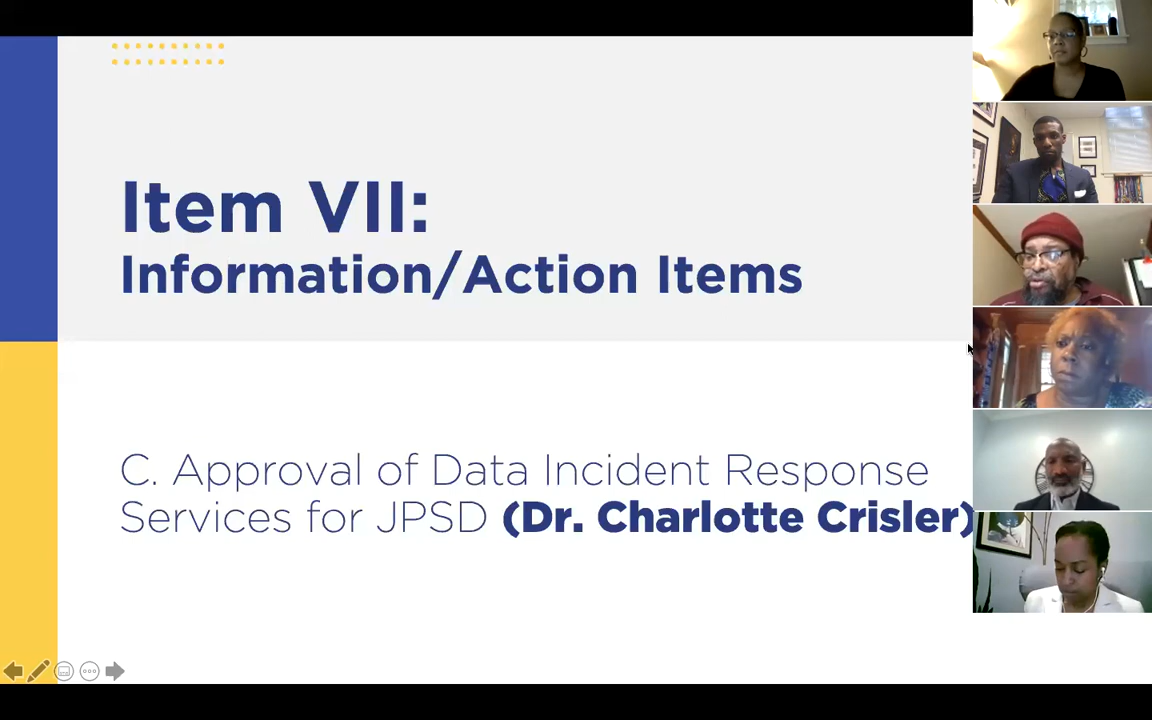 Item VII:
Information/Action Items
C. Approval of Data Incident Response
Services for JPSD (Dr. Charlotte Crisler)